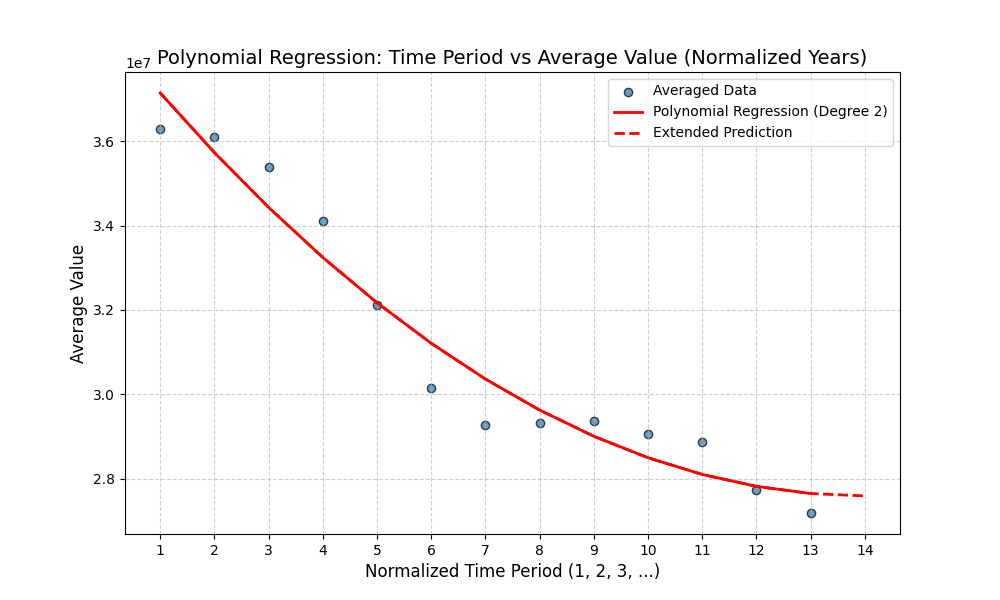 Polynomial Regression: Time Period vs Average Value (Normalized Years)
1e7
Averaged Data
Polynomial Regression (Degree 2)
Extended Prediction
3.6
3.4
3.2
3.0
2.8
Average Value
1 2 3 4 5 6 7 8 9 10 11 12 13 14
Normalized Time Period (1, 2, 3, ...)